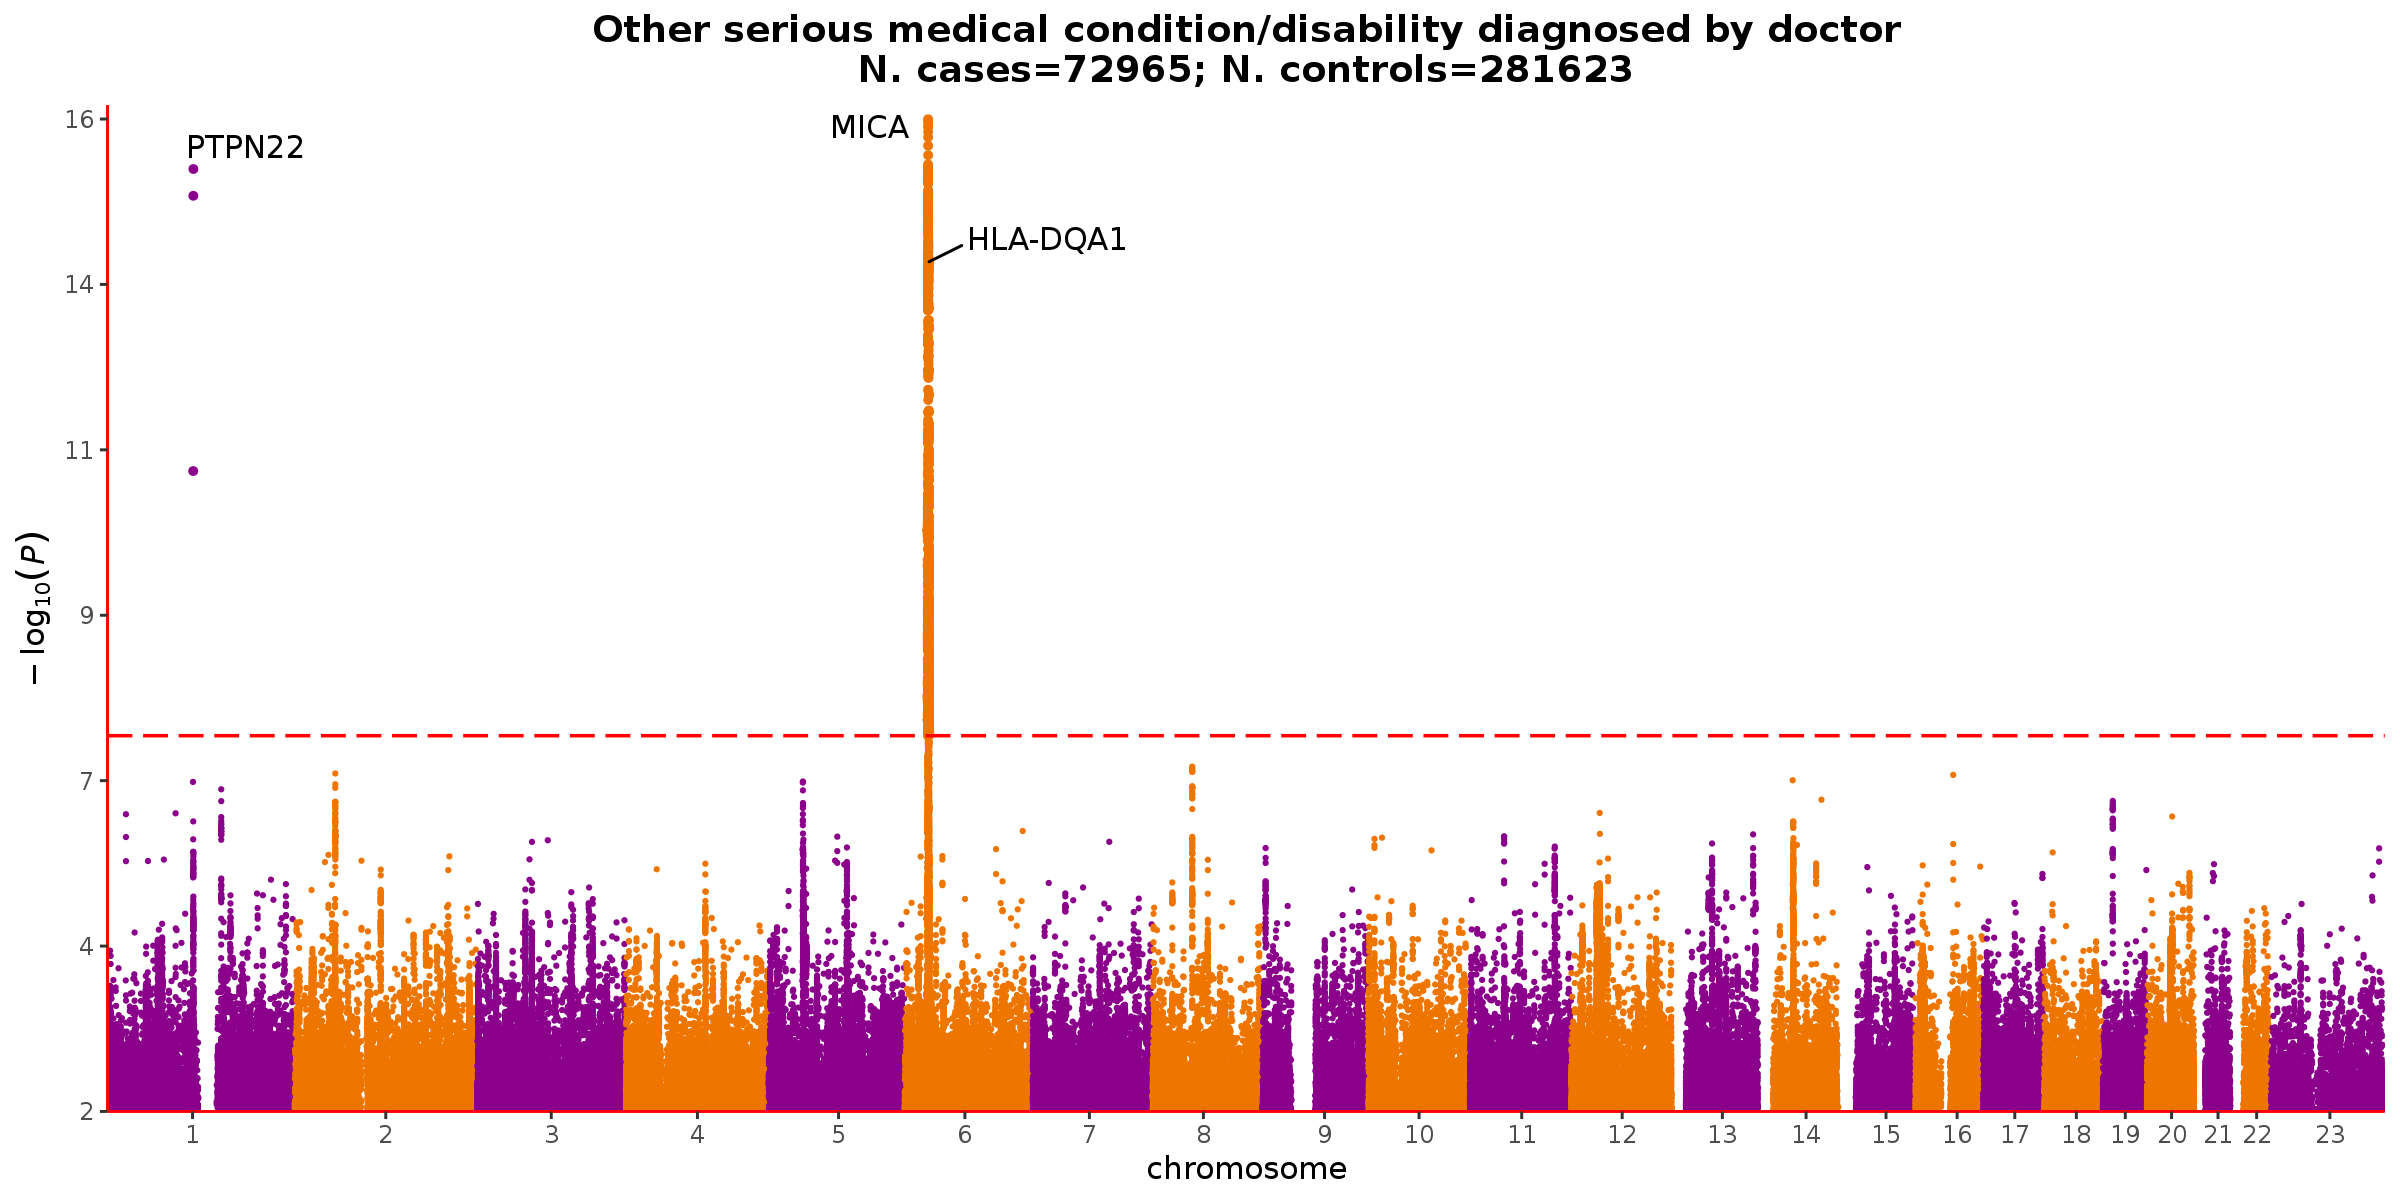 Other serious medical condition/disability diagnosed by doctor
N. cases=72965; N. controls=281623
16
14
11
9
7
4
2
−log10(P)
PTPN22
MICA
HLA-DQA1
1 2 3 4 5 6 7 8 9 10 11 12 13 14 15 16 17 18 19 20 21 22 23
chromosome